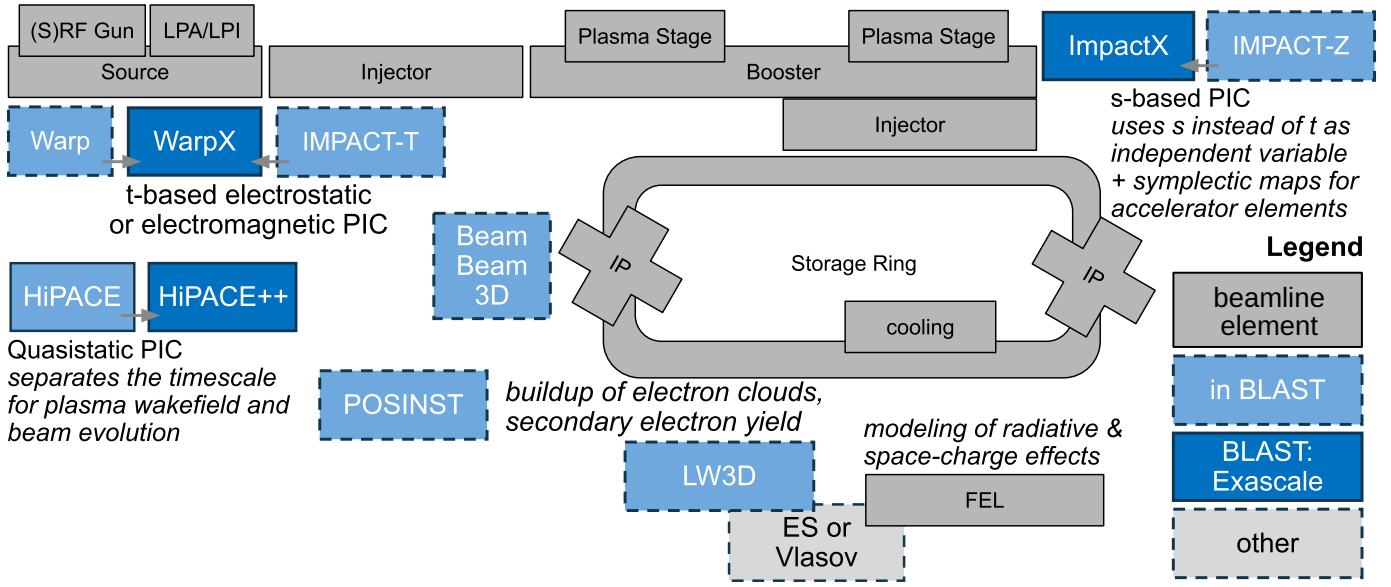 (S)RF Gun
LPA/LPI
Source
Injector
Plasma Stage
Plasma Stage
Booster
Injector
ImpactX
IMPACT-Z
s-based PIC
uses s instead of t as
independent variable
+ symplectic maps for
accelerator elements
Warp
WarpX
IMPACT-T
t-based electrostatic
or electromagnetic PIC
Beam
Beam
3D
IP
Storage Ring
IP
cooling
HiPACE
HiPACE++
Quasistatic PIC
separates the timescale
for plasma wakefield and
beam evolution
POSINST
buildup of electron clouds,
secondary electron yield
LW3D
ES or
Vlasov
modeling of radiative &
space-charge effects
FEL
Legend
beamline
element
in BLAST
BLAST:
Exascale
other